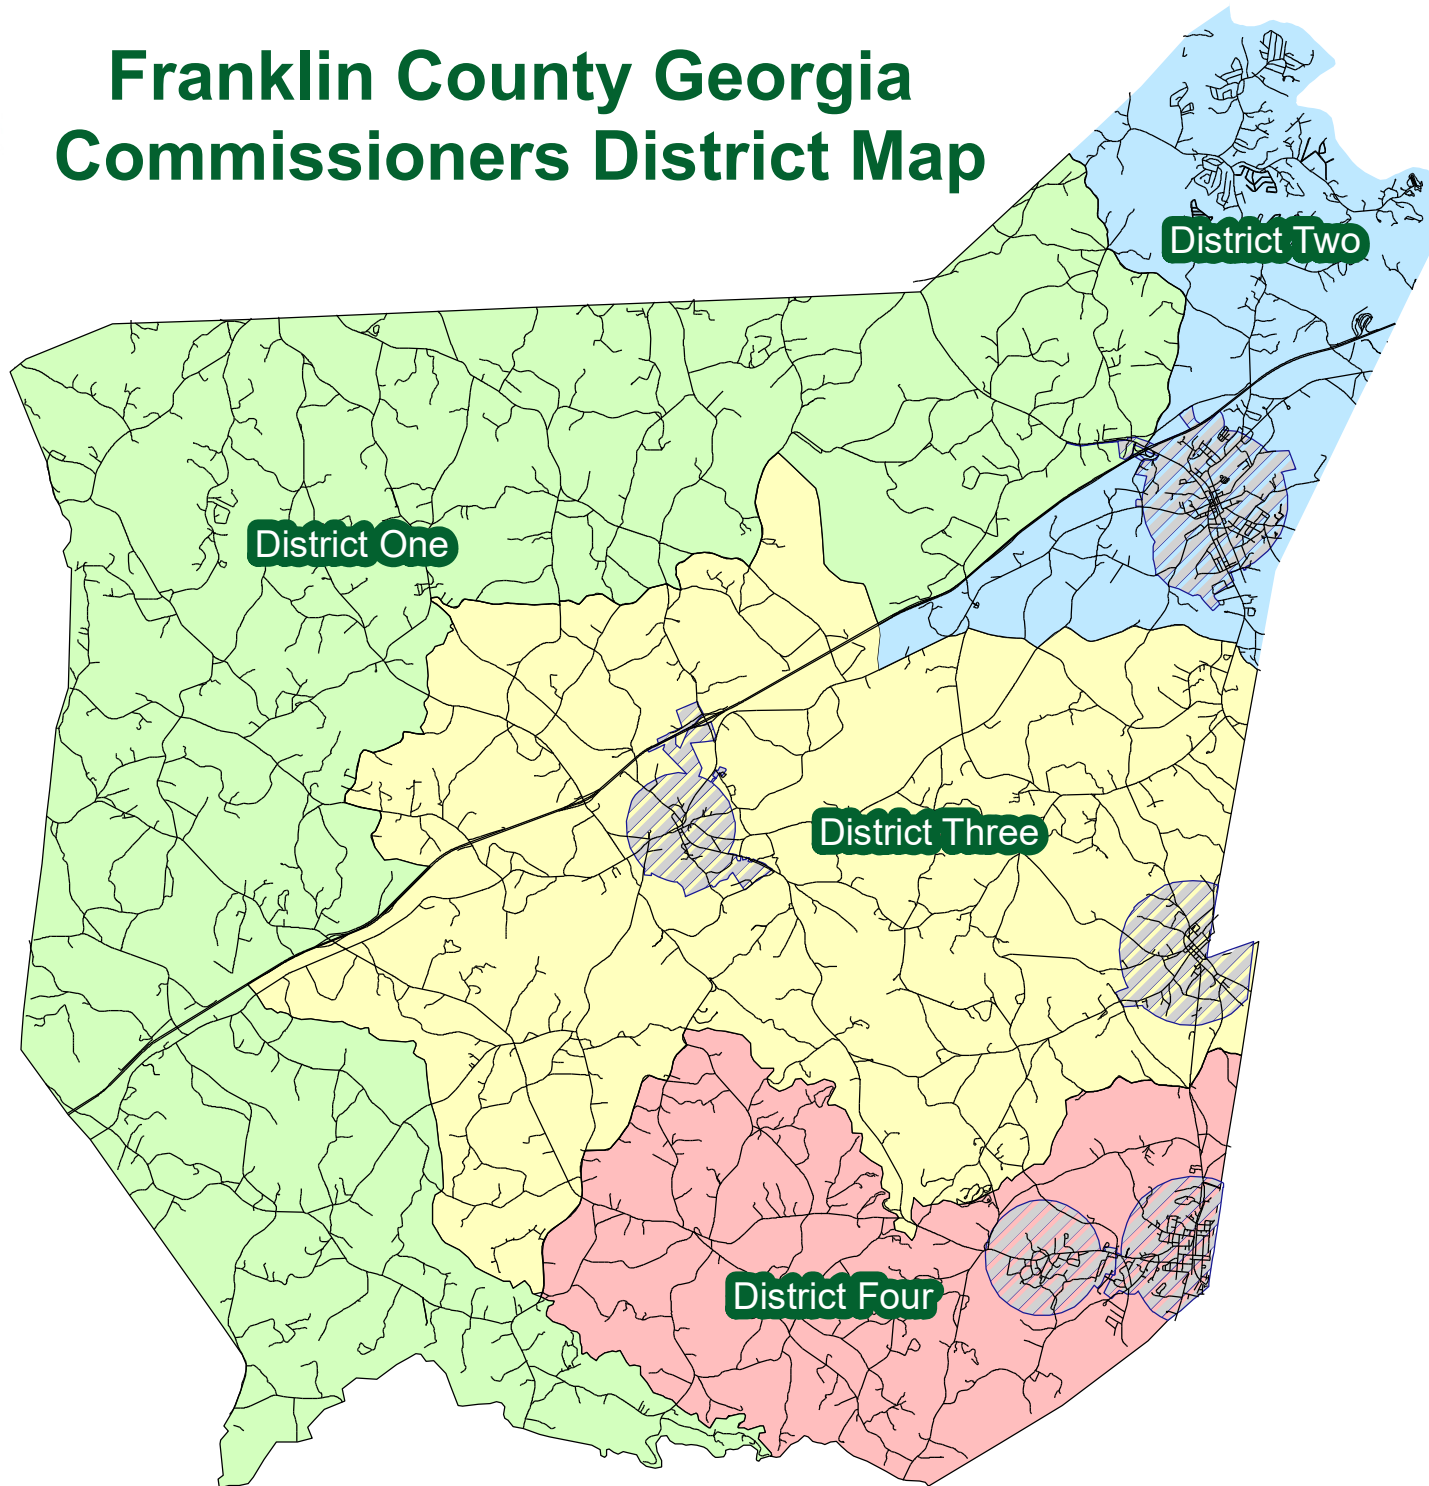 Franklin County Georgia
Commissioners District Map
District Two
District One
District Three
District Four